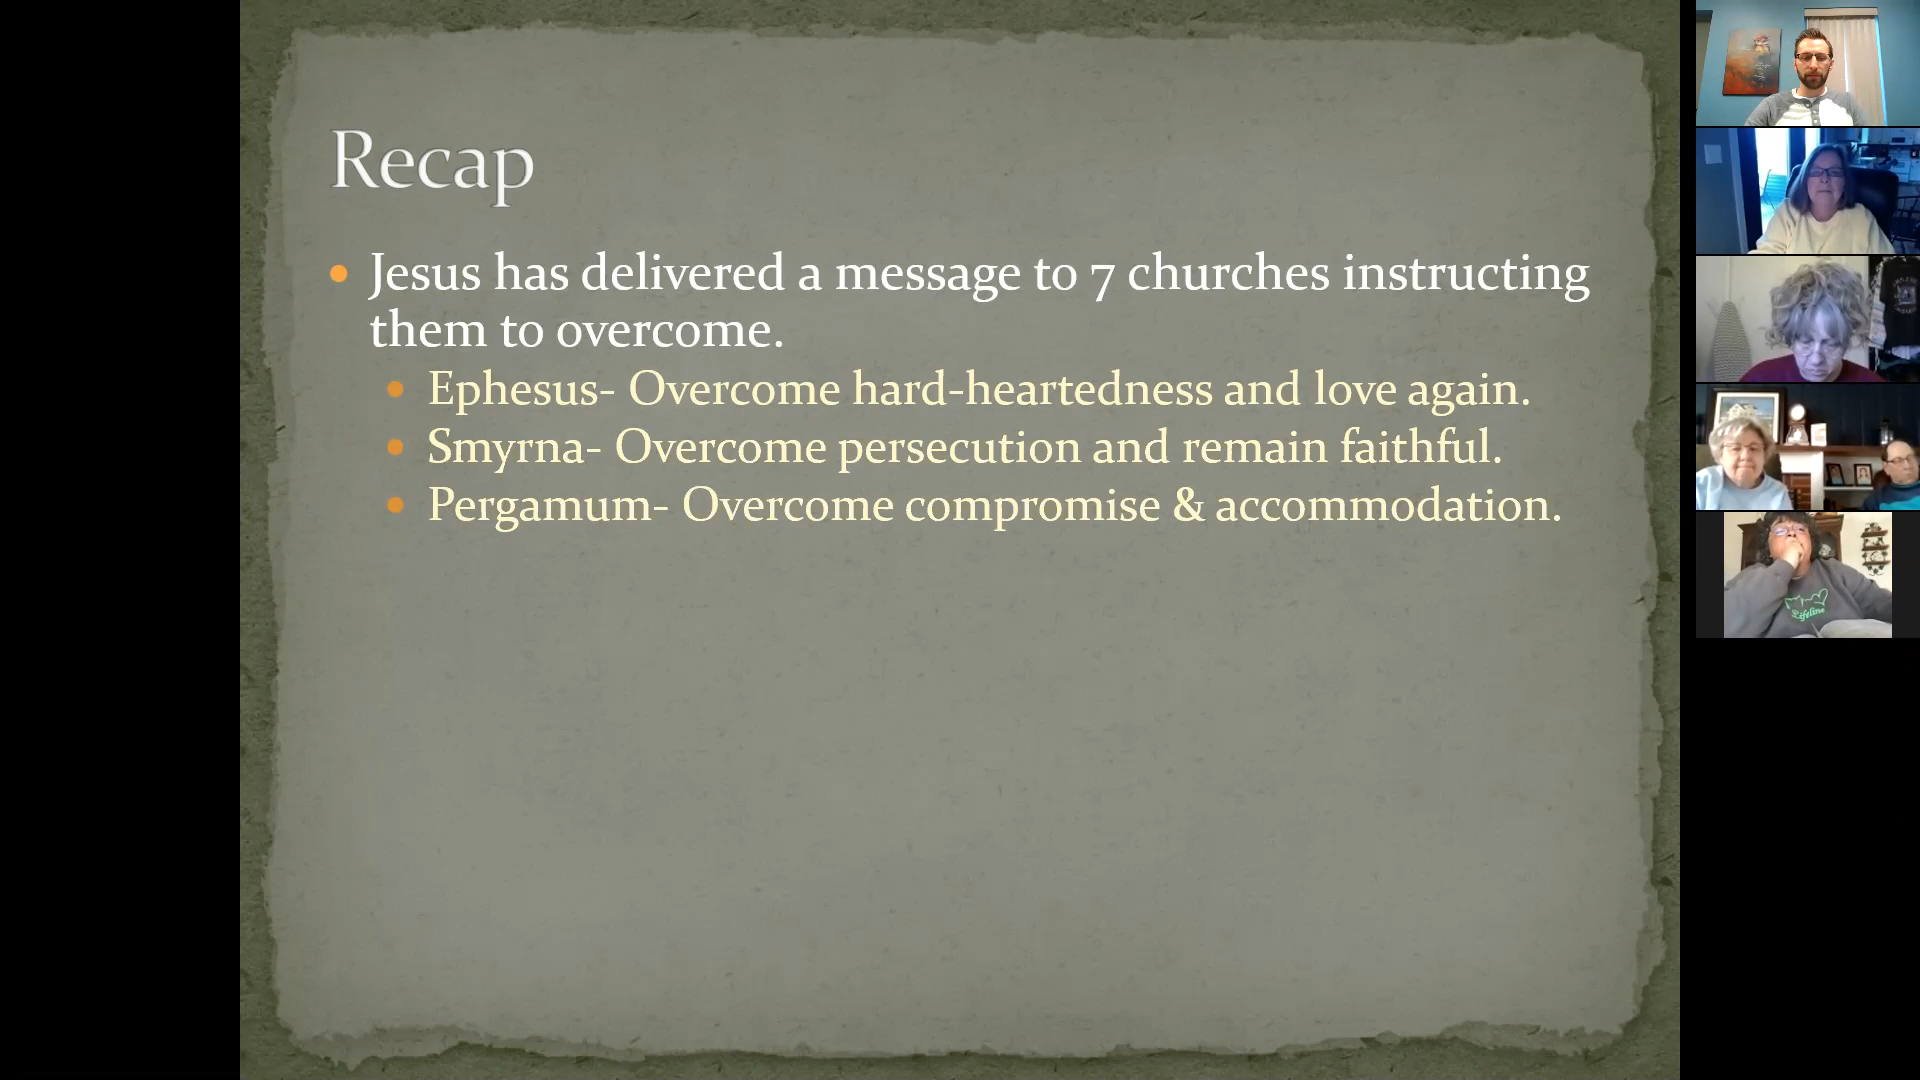 Recap
Jesus has delivered a message to 7 churches instructing
them to overcome.
Ephesus- Overcome hard-heartedness and love again.
Smyrna- Overcome persecution and remain faithful.
Pergamum- Overcome compromise & accommodation.
Lifeline